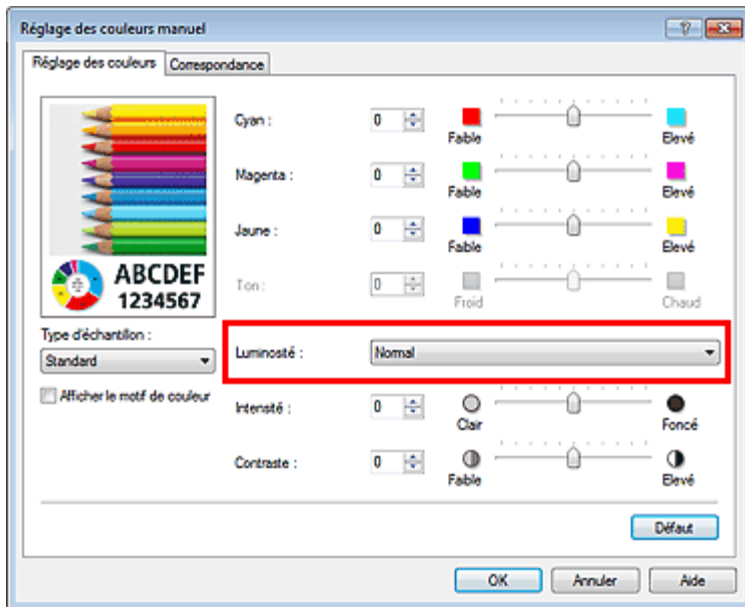 Réglage des couleurs manuel
Réglage des couleurs Correspondance
Cyan : 0 Faible Elevé
Magenta : 0 Faible Elevé
Jaune : 0 Faible Elevé
Ton : 0 Froid Chaud
ABCDEF
1234567
Type d'échantillon :
Standard
Afficher le motif de couleur
Luminosité : Normal
Intensité : 0 Clair Foncé
Contraste : 0 Faible Elevé
Défaut
OK Annuler Aide